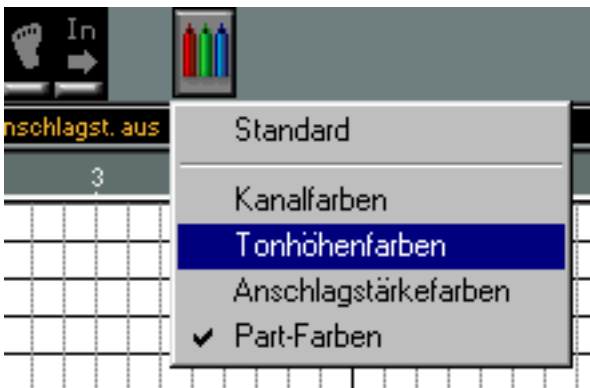 In
nschlagst. aus
3
Standard
Kanalfarben
Tonhöhenfarben
Anschlagstärkefarben
Part-Farben